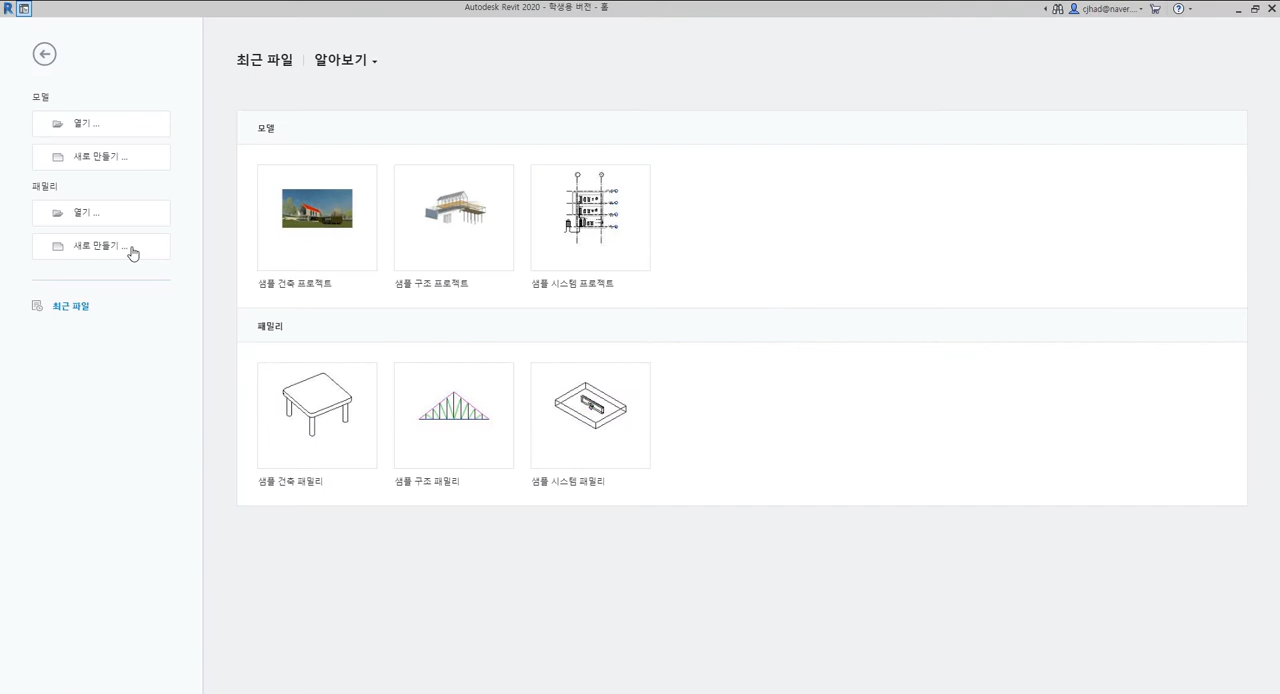 Autodesk Revit 2020 - 학생용 버전 - 홈
cjhad@naver....
최근 파일
알아보기
모델
열기 ...
새로 만들기 ...
패밀리
열기 ...
새로 만들기 ...
최근 파일
모델
샘플 건축 프로젝트
샘플 구조 프로젝트
샘플 시스템 프로젝트
패밀리
샘플 건축 패밀리
샘플 구조 패밀리
샘플 시스템 패밀리